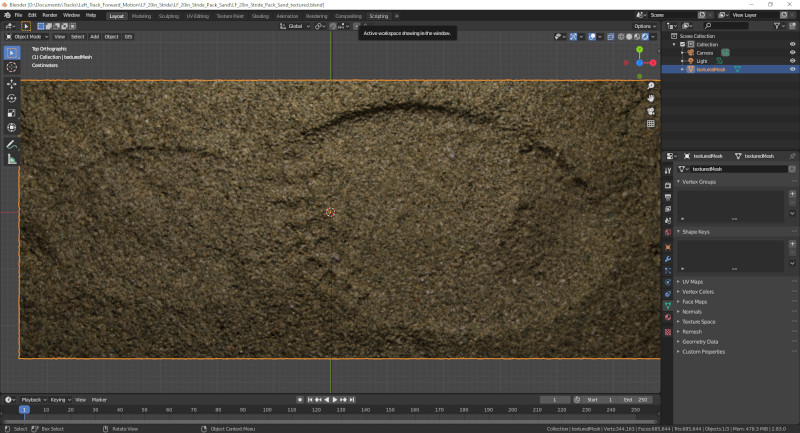 Blender [D:\Documents\Tracks\Left_Track_Forward_Motion\LF_20in_Stride\LF_20in_Stride_Pack_Sand\LF_20in_Stride_Pack_Sand_textured.blend]
File Edit Render Window Help Layout Modeling Sculpting UV Editing Texture Paint Shading Animation Rendering Compositing Scripting Scene View Layer
Global Options
Active workspace showing in the window.
Object Mode View Select Add Object GIS
Top Orthographic
(1) Collection | texturedMesh
Centimeters
Scene Collection
Collection
Camera
Light
texturedMesh
texturedMesh texturedMesh
texturedMesh
Vertex Groups
Shape Keys
UV Maps
Vertex Colors
Face Maps
Normals
Texture Space
Remesh
Geometry Data
Custom Properties
Playback Keying View Marker 1 Start 1 End 250
1 10 20 30 40 50 60 70 80 90 100 110 120 130 140 150 160 170 180 190 200 210 220 230 240 250
Select Box Select Rotate View Object Context Menu Collection | texturedMesh | Verts:344,163 | Faces:685,844 | Tris:685,844 | Objects:1/3 | Mem: 478.3 MiB | 2.83.0